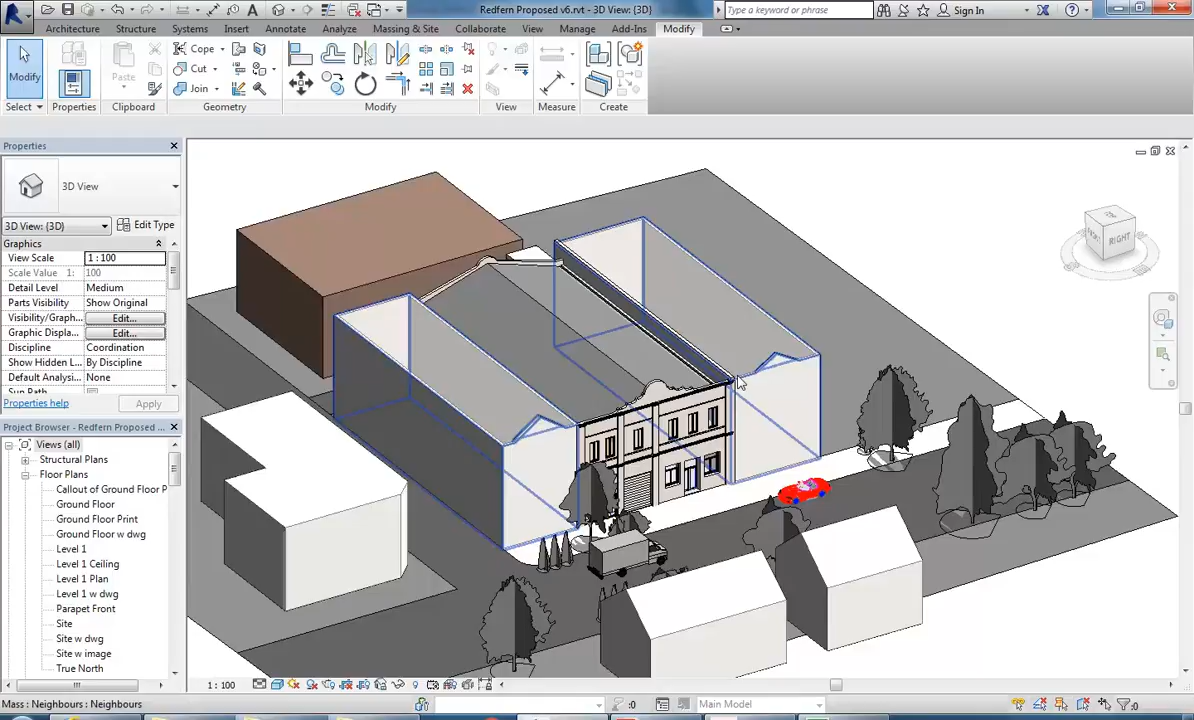 Redfern Proposed v6.rvt - 3D View: {3D}
Type a keyword or phrase
Sign In
Architecture Structure Systems Insert Annotate Analyze Massing & Site Collaborate View Manage Add-Ins Modify
Modify
Paste
Cope
Cut
Join
Select Properties Clipboard Geometry Modify View Measure Create
Properties
3D View
3D View: {3D} Edit Type
Graphics
View Scale 1 : 100
Scale Value 1: 100
Detail Level Medium
Parts Visibility Show Original
Visibility/Graph... Edit...
Graphic Displa... Edit...
Discipline Coordination
Show Hidden L... By Discipline
Default Analysi... None
Sun Path
Properties help Apply
Project Browser - Redfern Proposed ...
Views (all)
Structural Plans
Floor Plans
Callout of Ground Floor P
Ground Floor
Ground Floor Print
Ground Floor w dwg
Level 1
Level 1 Ceiling
Level 1 Plan
Level 1 w dwg
Parapet Front
Site
Site w dwg
Site w image
True North
TOP
FRONT
RIGHT
1 : 100
Mass : Neighbours : Neighbours
:0
Main Model
:0